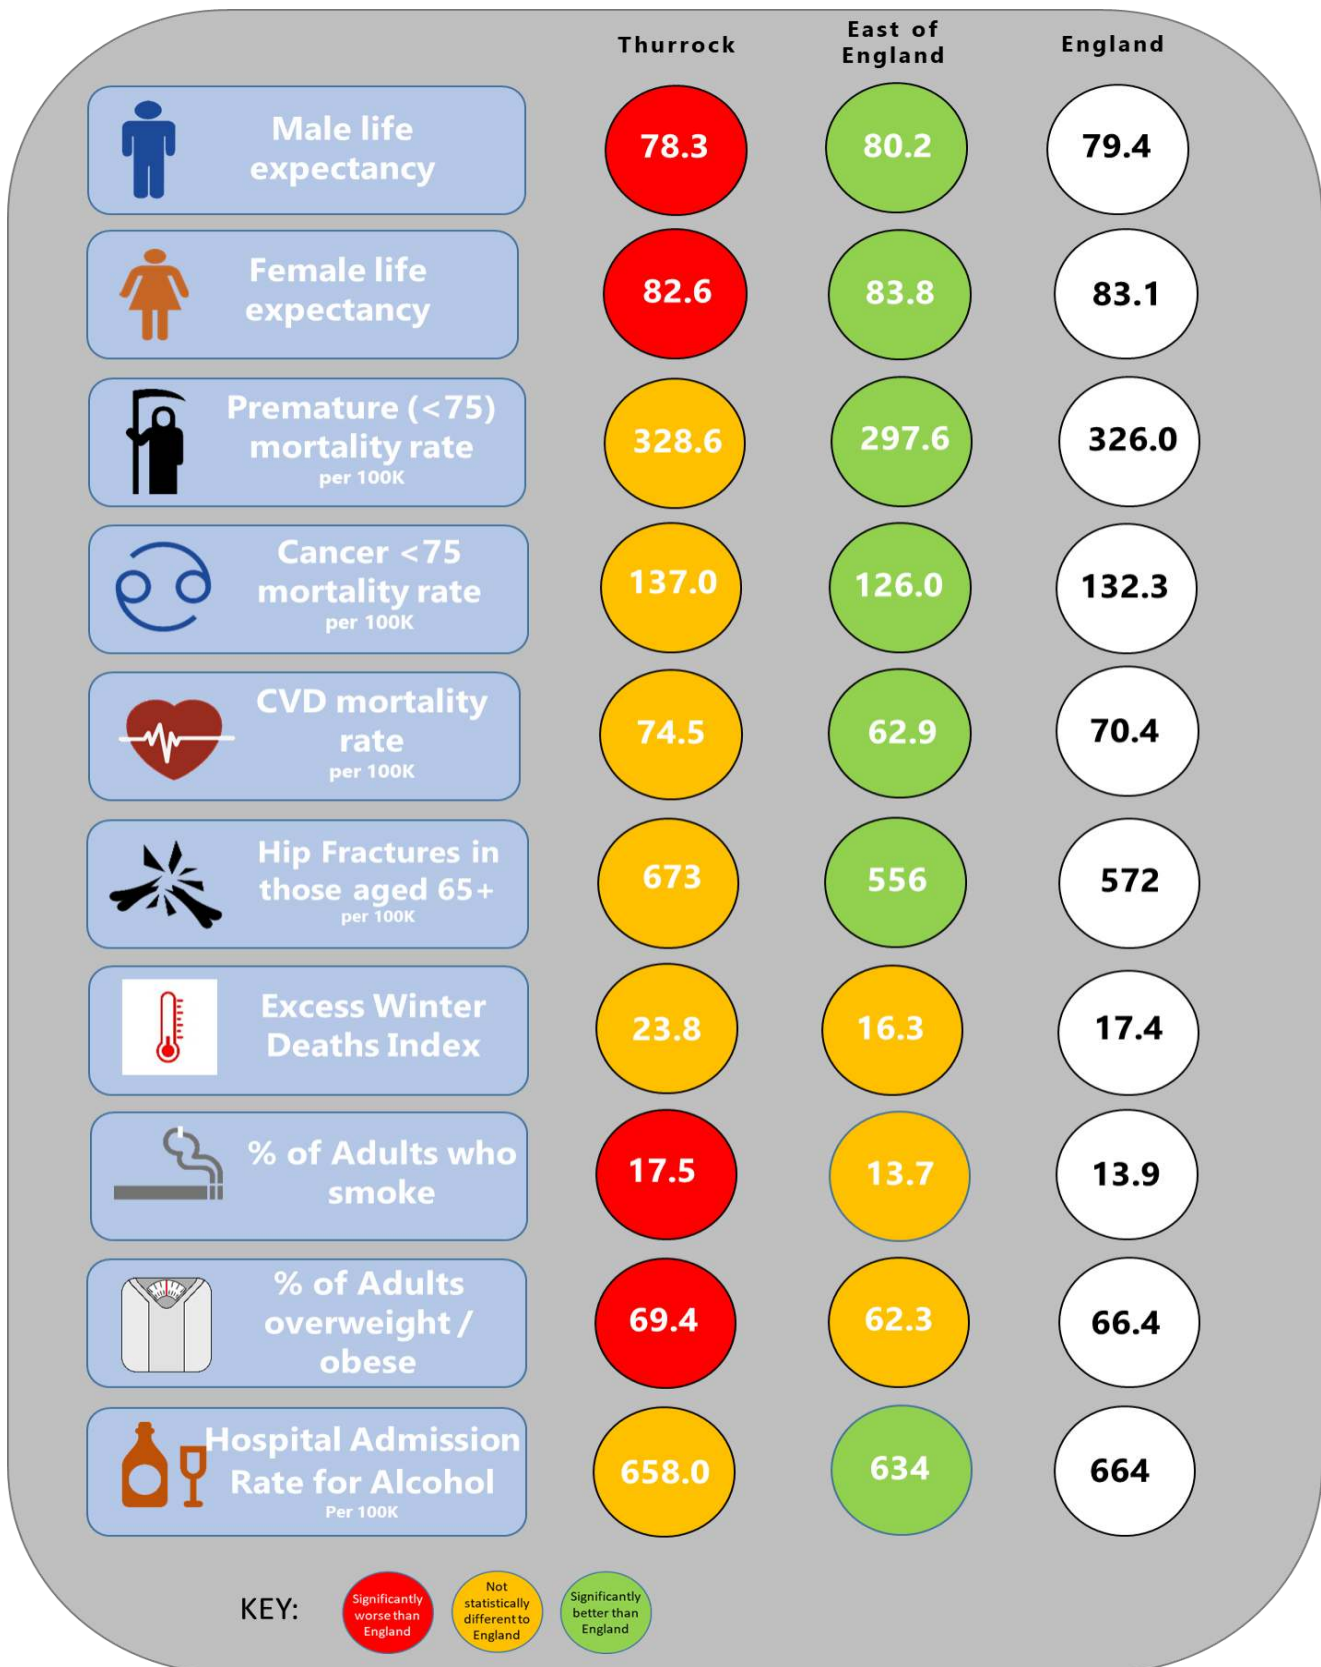 Thurrock
East of
England
England
Male life
expectancy
78.3
80.2
79.4
Female life
expectancy
82.6
83.8
83.1
Premature (<75)
mortality rate
per 100K
328.6
297.6
326.0
Cancer <75
mortality rate
per 100K
137.0
126.0
132.3
CVD mortality
rate
per 100K
74.5
62.9
70.4
Hip Fractures in
those aged 65+
per 100K
673
556
572
Excess Winter
Deaths Index
23.8
16.3
17.4
% of Adults who
smoke
17.5
13.7
13.9
% of Adults
overweight /
obese
69.4
62.3
66.4
Hospital Admission
Rate for Alcohol
Per 100K
658.0
634
664
KEY:
Significantly
worse than
England
Not
statistically
different to
England
Significantly
better than
England